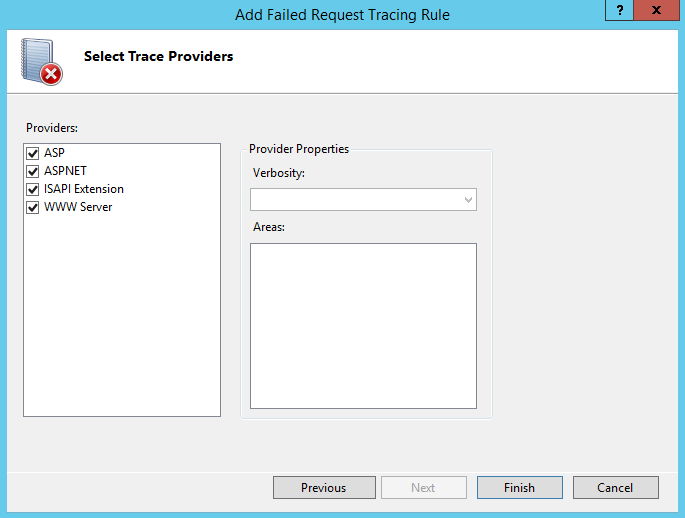 Add Failed Request Tracing Rule
?
x
Select Trace Providers
Providers:
ASP
ASPNET
ISAPI Extension
WWW Server
Provider Properties
Verbosity:
Areas:
Previous
Next
Finish
Cancel